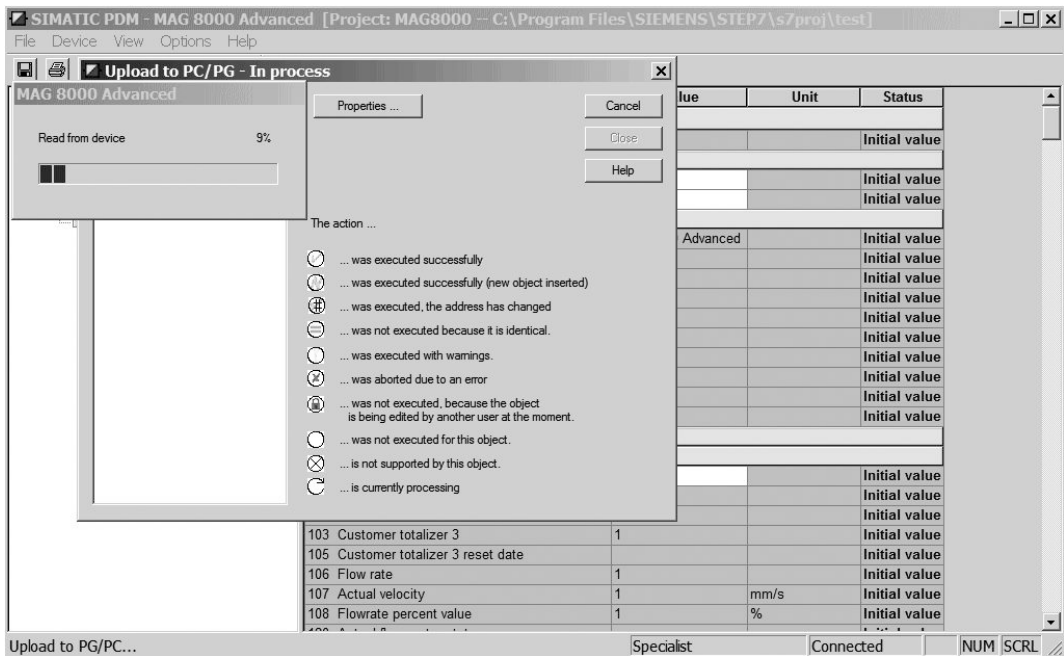 SIMATIC PDM - MAG 8000 Advanced [Project: MAG8000 -- C:\Program Files\SIEMENS\STEP7\s7proj\test]
File Device View Options Help
Upload to PC/PG - In process
MAG 8000 Advanced
Read from device 9%
Properties ...
Cancel
Close
Help
The action ...
... was executed successfully
... was executed successfully (new object inserted)
... was executed, the address has changed
... was not executed because it is identical.
... was executed with warnings.
... was aborted due to an error
... was not executed, because the object
is being edited by another user at the moment.
... was not executed for this object.
... is not supported by this object.
... is currently processing
lue Unit Status
Initial value
Initial value
Initial value
Advanced Initial value
Initial value
Initial value
Initial value
Initial value
Initial value
Initial value
Initial value
Initial value
Initial value
Initial value
Initial value
Initial value
103 Customer totalizer 3 1 Initial value
105 Customer totalizer 3 reset date Initial value
106 Flow rate 1 Initial value
107 Actual velocity 1 mm/s Initial value
108 Flowrate percent value 1 % Initial value
Upload to PG/PC... Specialist Connected NUM SCRL